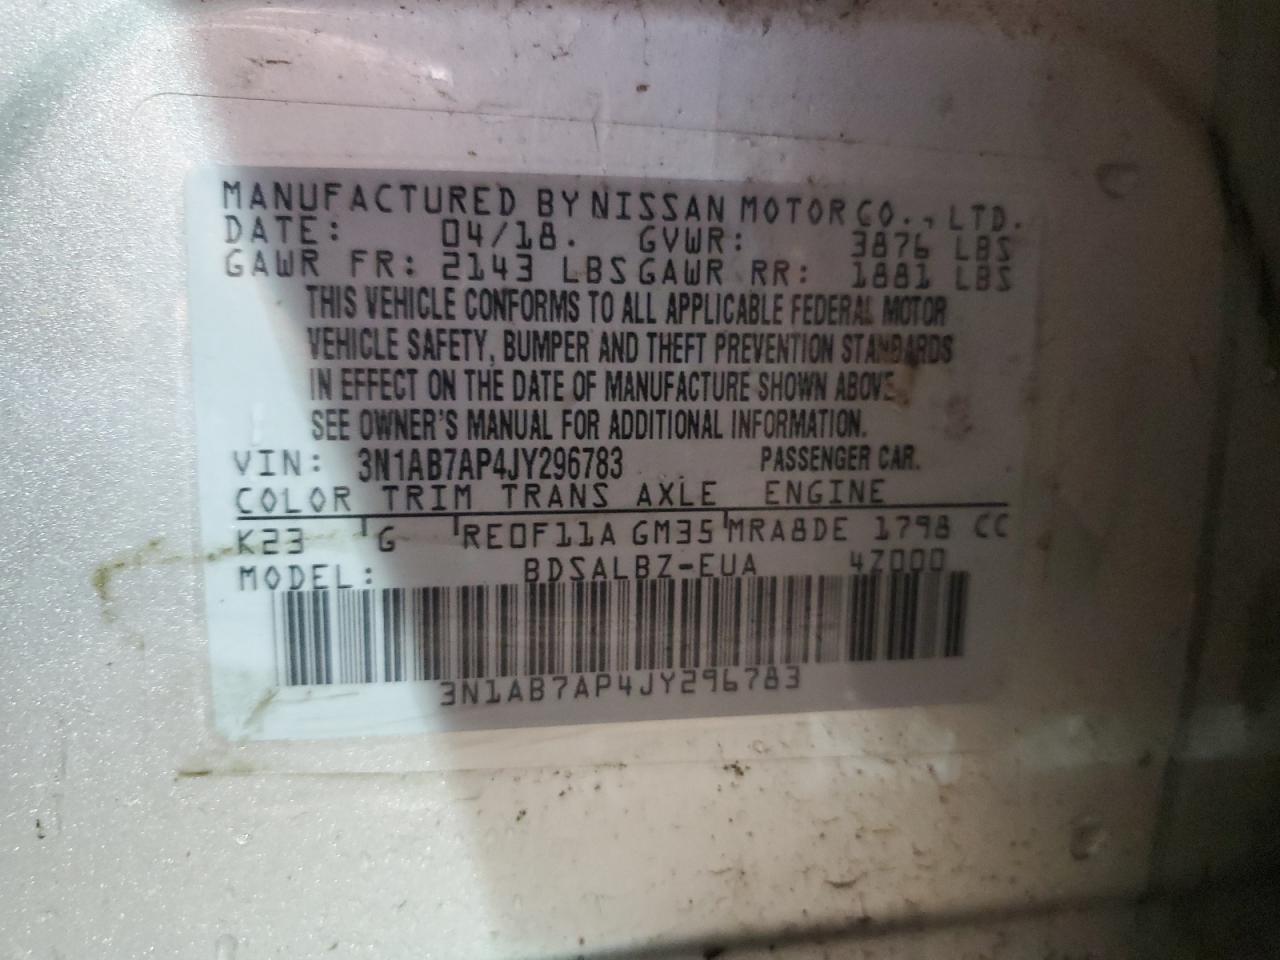 MANUFACTURED BY NISSAN MOTOR CO., LTD.
DATE: 04/18. GVWR: 3876 LBS
GAWR FR: 2143 LBS GAWR RR: 1881 LBS
THIS VEHICLE CONFORMS TO ALL APPLICABLE FEDERAL MOTOR
VEHICLE SAFETY, BUMPER AND THEFT PREVENTION STANDARDS
IN EFFECT ON THE DATE OF MANUFACTURE SHOWN ABOVE.
SEE OWNER'S MANUAL FOR ADDITIONAL INFORMATION.
VIN: 3N1AB7AP4JY296783 PASSENGER CAR.
COLOR TRIM TRANS AXLE ENGINE
K23 G RE0F11A GM35 MRA8DE 1798 CC
MODEL: BDSALBZ-EUA 4Z000
3N1AB7AP4JY296783